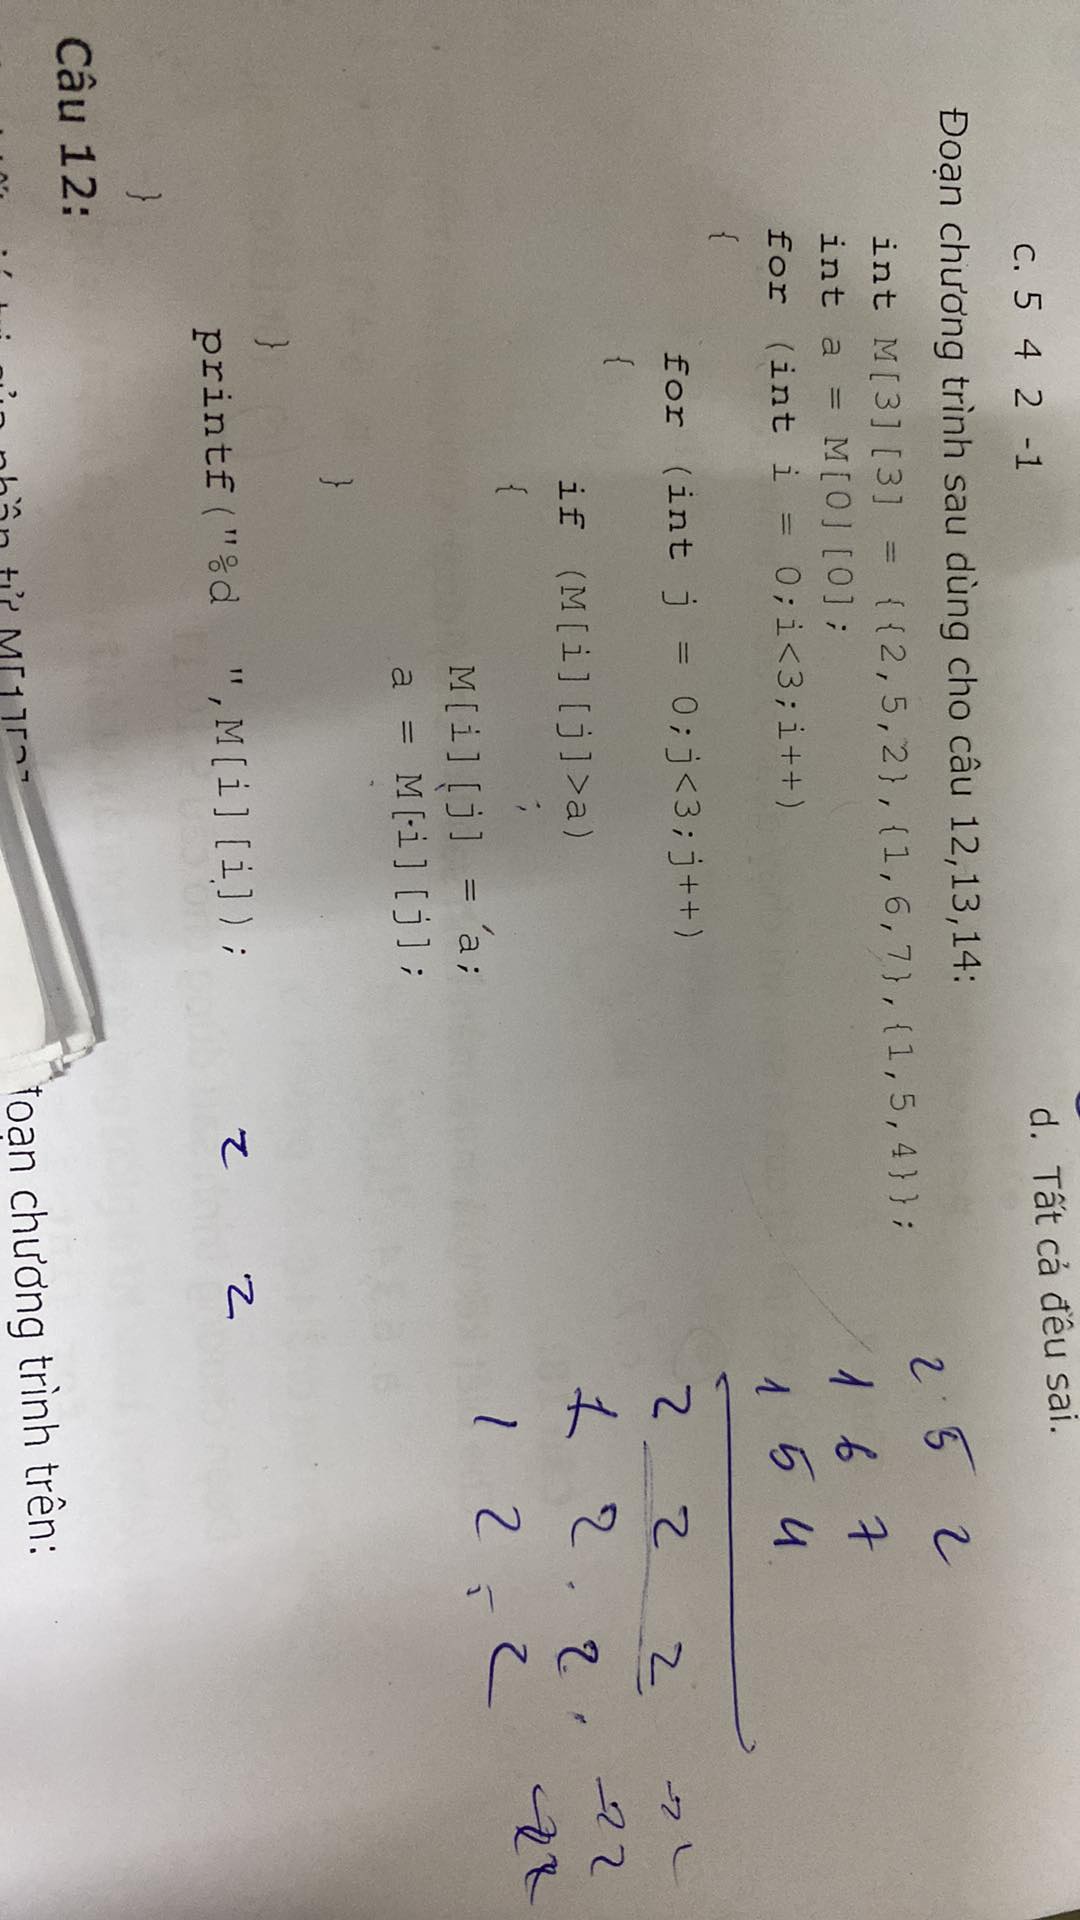 c. 5 4 2 -1
d. Tất cả đều sai.
Đoạn chương trình sau dùng cho câu 12,13,14:
int M[3][3] = {{2,5,2},{1,6,7},{1,5,4}};
int a = M[0][0];
for (int i = 0;i<3;i++)
{
for (int j = 0;j<3;j++)
{
if (M[i][j]>a)
{
M[i][j] = a;
a = M[i][j];
}
}
printf("%d ",M[i][i]);
}
2 5 2
1 6 7
1 5 4
2 2 2
1 2 2
1 2 2
2 2
Câu 12:
phần tử M[1]
đoạn chương trình trên: